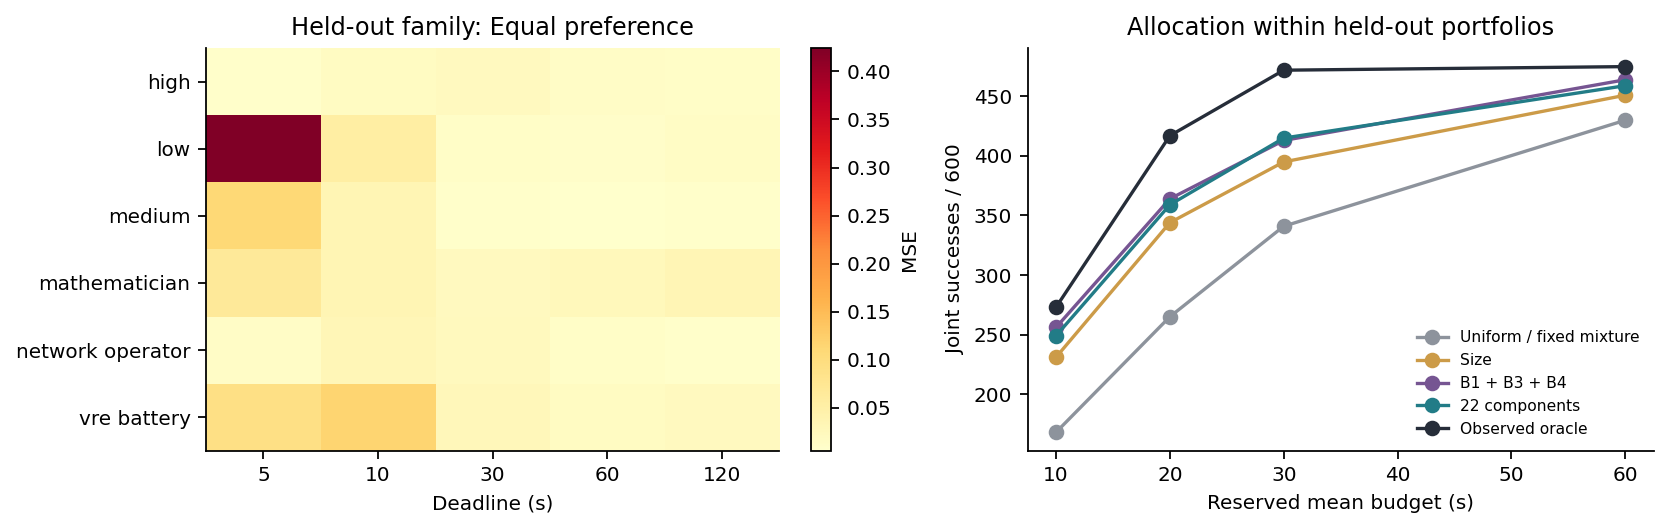 Held-out family: Equal preference
high
low
medium
mathematician
network operator
vre battery
5 10 30 60 120
Deadline (s)
0.40
0.35
0.30
0.25
0.20
0.15
0.10
0.05
MSE
Allocation within held-out portfolios
Joint successes / 600
450
400
350
300
250
200
Uniform / fixed mixture
Size
B1 + B3 + B4
22 components
Observed oracle
10 20 30 40 50 60
Reserved mean budget (s)